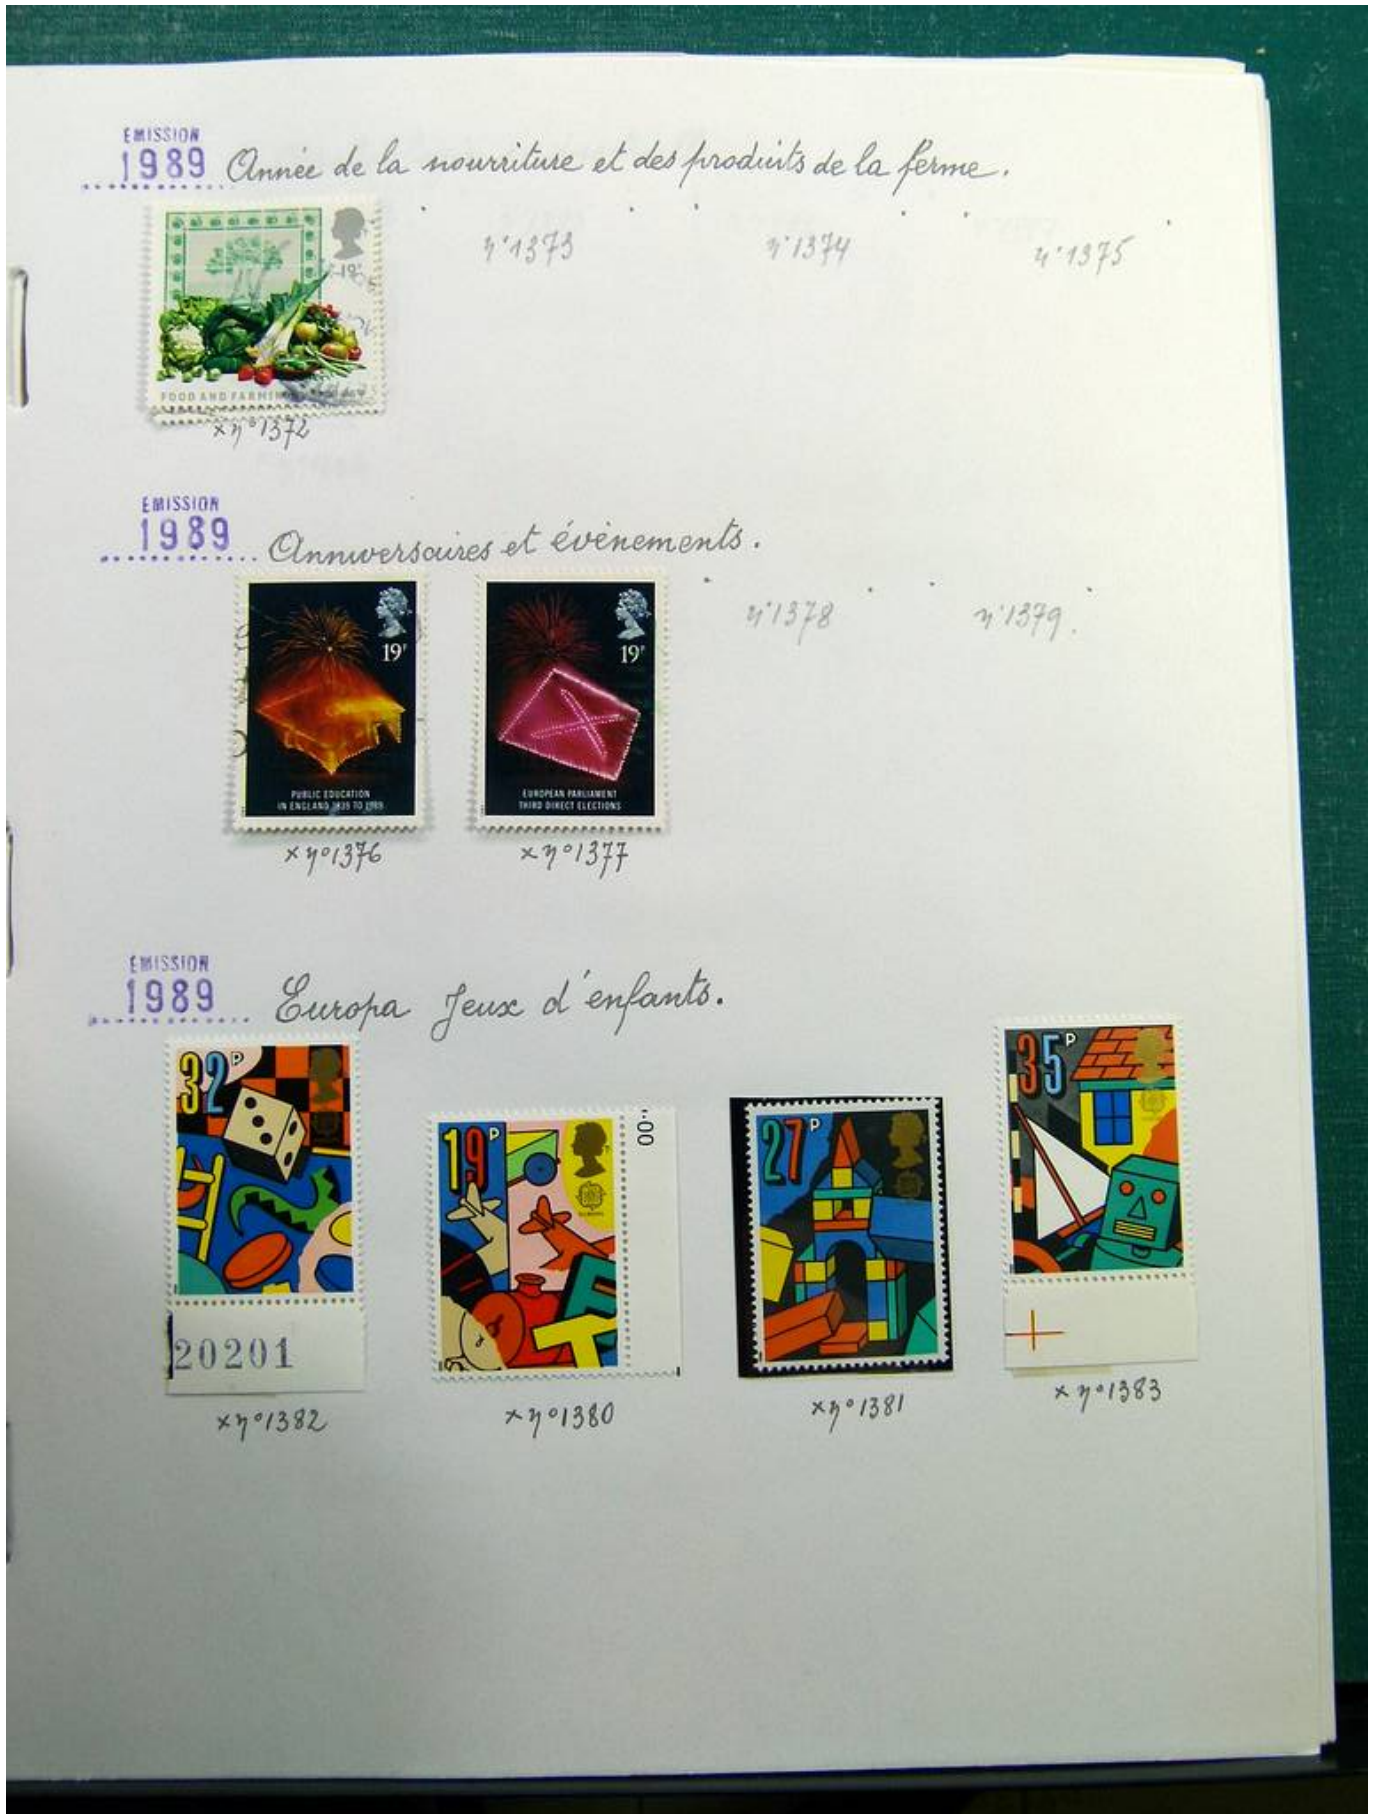 EMISSION
1989 Année de la nourriture et des produits de la ferme.
n°1373 n°1374 n°1375
19P
FOOD AND FARMING
x n°1372
EMISSION
1989 Anniversaires et évènements.
n°1378 n°1379.
19P 19P
PUBLIC EDUCATION
IN ENGLAND 1839 TO 1989
EUROPEAN PARLIAMENT
THIRD DIRECT ELECTIONS
x n°1376 x n°1377
EMISSION
1989 Europa Jeux d'enfants.
32P 19P 27P 35P
00
20201
x n°1382 x n°1380 x n°1381 x n°1383